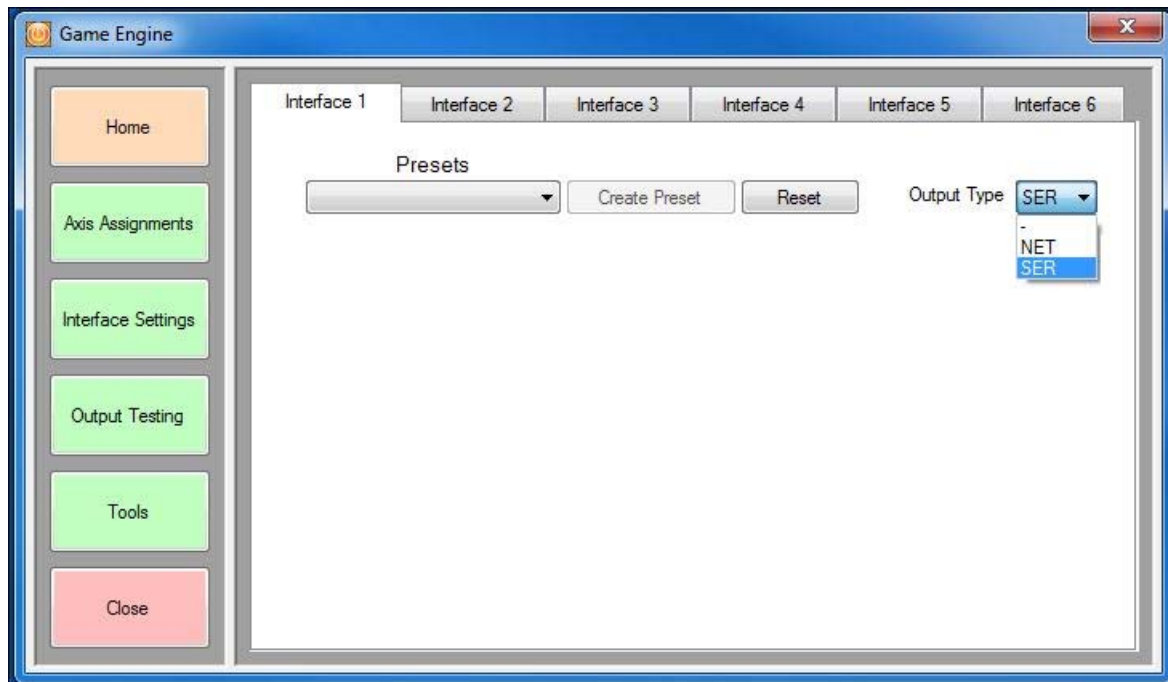 Game Engine
Home
Axis Assignments
Interface Settings
Output Testing
Tools
Close
Interface 1
Interface 2
Interface 3
Interface 4
Interface 5
Interface 6
Presets
Create Preset
Reset
Output Type
SER
-
NET
SER